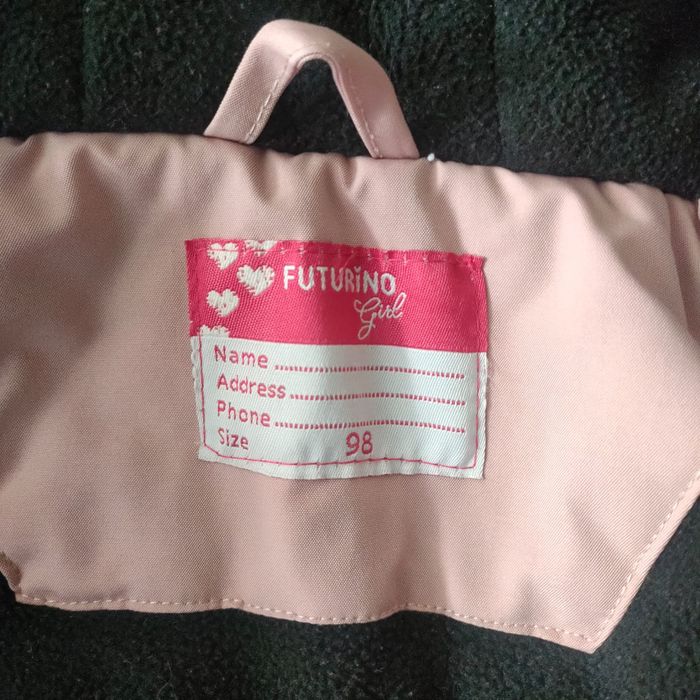 FUTURiNO
Girl
Name
Address
Phone
Size 98